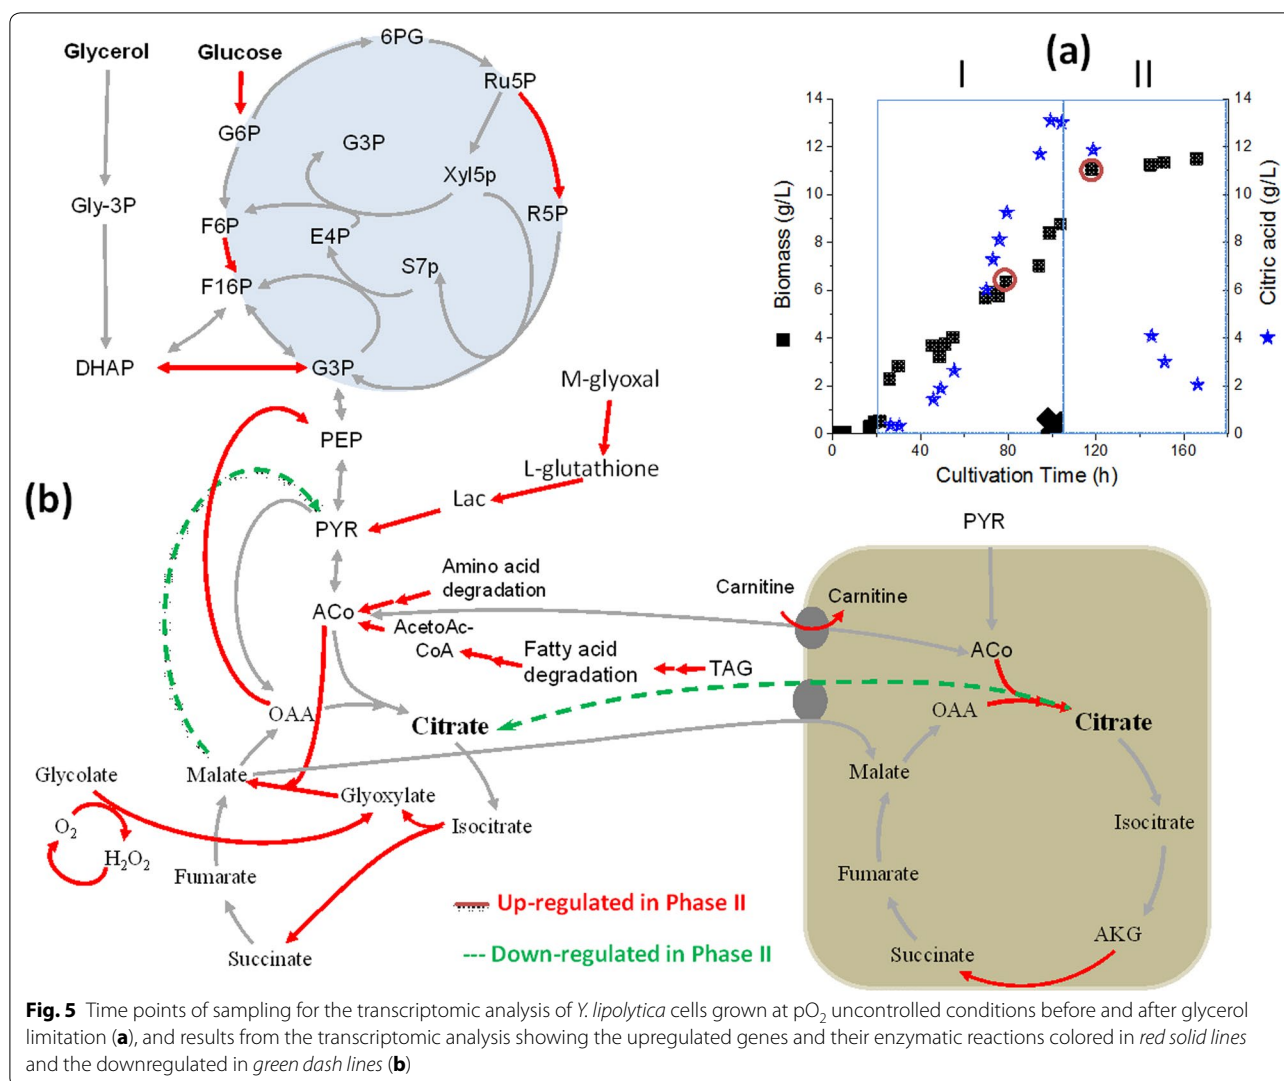 Glycerol
Glucose
6PG
Ru5P
G6P
G3P
Xyl5p
Gly-3P
F6P
E4P
R5P
S7p
F16P
DHAP
G3P
M-glyoxal
PEP
L-glutathione
(b)
Lac
PYR
Amino acid
degradation
ACo
AcetoAc-
CoA
Fatty acid
degradation
TAG
OAA
Citrate
Glycolate
Malate
Glyoxylate
Isocitrate
O2
H2O2
Fumarate
Succinate
Up-regulated in Phase II
--- Down-regulated in Phase II
(a)
I
II
14
12
10
8
6
4
2
0
Biomass (g/L)
14
12
10
8
6
4
2
0
Citric acid (g/L)
0
40
80
120
160
Cultivation Time (h)
PYR
Carnitine
Carnitine
ACo
OAA
Citrate
Malate
Isocitrate
Fumarate
AKG
Succinate
Fig. 5 Time points of sampling for the transcriptomic analysis of Y. lipolytica cells grown at pO2 uncontrolled conditions before and after glycerol
limitation (a), and results from the transcriptomic analysis showing the upregulated genes and their enzymatic reactions colored in red solid lines
and the downregulated in green dash lines (b)